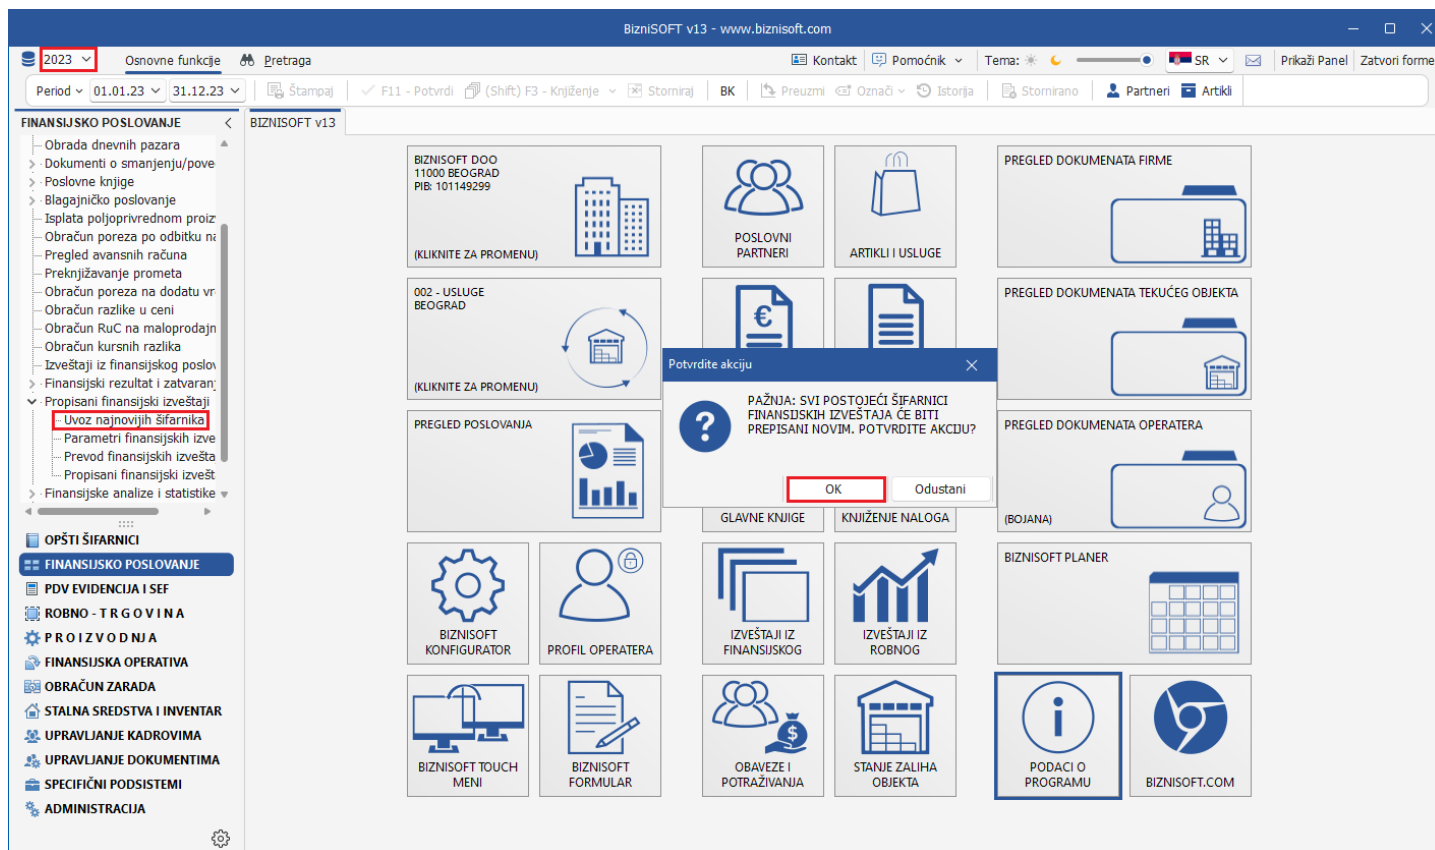 BizniSOFT v13 - www.biznisoft.com
2023 Osnovne funkcije Pretraga Kontakt Pomoćnik Tema: SR Prikaži Panel Zatvori forme
Period 01.01.23 31.12.23 Štampaj F11 - Potvrdi (Shift) F3 - Knjiženje Storniraj BK Preuzmi Označi Istorija Stornirano Partneri Artikli
FINANSIJSKO POSLOVANJE
BIZNISOFT v13
Obrada dnevnih pazara
Dokumenti o smanjenju/pove
Poslovne knjige
Blagajničko poslovanje
Isplata poljoprivrednom proiz
Obračun poreza po odbitku na
Pregled avansnih računa
Preknjižavanje prometa
Obračun poreza na dodatu vr
Obračun razlike u ceni
Obračun RuC na maloprodajn
Obračun kursnih razlika
Izveštaji iz finansijskog poslov
Finansijski rezultat i zatvaranj
Propisani finansijski izveštaji
Uvoz najnovijih šifarnika
Parametri finansijskih izve
Prevod finansijskih izvešta
Propisani finansijski izvešt
Finansijske analize i statistike
OPŠTI ŠIFARNICI
FINANSIJSKO POSLOVANJE
PDV EVIDENCIJA I SEF
ROBNO - T R G O V I N A
P R O I Z V O D NJ A
FINANSIJSKA OPERATIVA
OBRAČUN ZARADA
STALNA SREDSTVA I INVENTAR
UPRAVLJANJE KADROVIMA
UPRAVLJANJE DOKUMENTIMA
SPECIFIČNI PODSISTEMI
ADMINISTRACIJA
BIZNISOFT DOO
11000 BEOGRAD
PIB: 101149299
(KLIKNITE ZA PROMENU)
POSLOVNI
PARTNERI
ARTIKLI I USLUGE
PREGLED DOKUMENATA FIRME
002 - USLUGE
BEOGRAD
(KLIKNITE ZA PROMENU)
PREGLED DOKUMENATA TEKUĆEG OBJEKTA
Potvrdite akciju
PAŽNJA: SVI POSTOJEĆI ŠIFARNICI
FINANSIJSKIH IZVEŠTAJA ĆE BITI
PREPISANI NOVIM. POTVRDITE AKCIJU?
OK Odustani
PREGLED POSLOVANJA
GLAVNE KNJIGE
KNJIŽENJE NALOGA
PREGLED DOKUMENATA OPERATERA
(BOJANA)
BIZNISOFT
KONFIGURATOR
PROFIL OPERATERA
IZVEŠTAJI IZ
FINANSIJSKOG
IZVEŠTAJI IZ
ROBNOG
BIZNISOFT PLANER
BIZNISOFT TOUCH
MENI
BIZNISOFT
FORMULAR
OBAVEZE I
POTRAŽIVANJA
STANJE ZALIHA
OBJEKTA
PODACI O
PROGRAMU
BIZNISOFT.COM